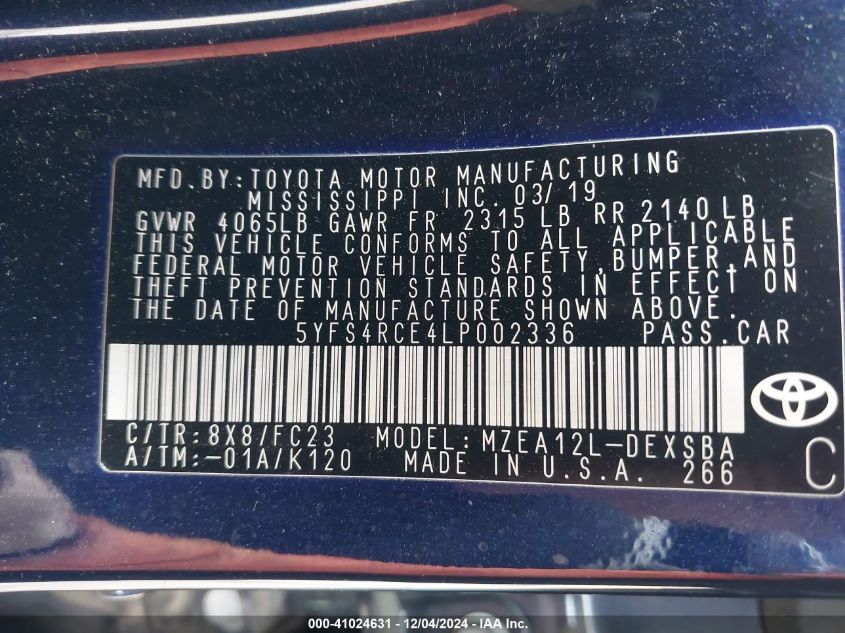 MFD.BY:TOYOTA MOTOR MANUFACTURING
MISSISSIPPI INC. 03/19
GVWR 4065LB GAWR FR 2315 LB RR 2140 LB
THIS VEHICLE CONFORMS TO ALL APPLICABLE
FEDERAL MOTOR VEHICLE SAFETY, BUMPER, AND
THEFT PREVENTION STANDARDS IN EFFECT ON
THE DATE OF MANUFACTURE SHOWN ABOVE.
5YFS4RCE4LP002336 PASS.CAR
C/TR:8X8/FC23 MODEL:MZEA12L-DEXSBA
A/TM:-01A/K120 MADE IN U.S.A. 266
C
000-41024631 - 12/04/2024 - IAA Inc.